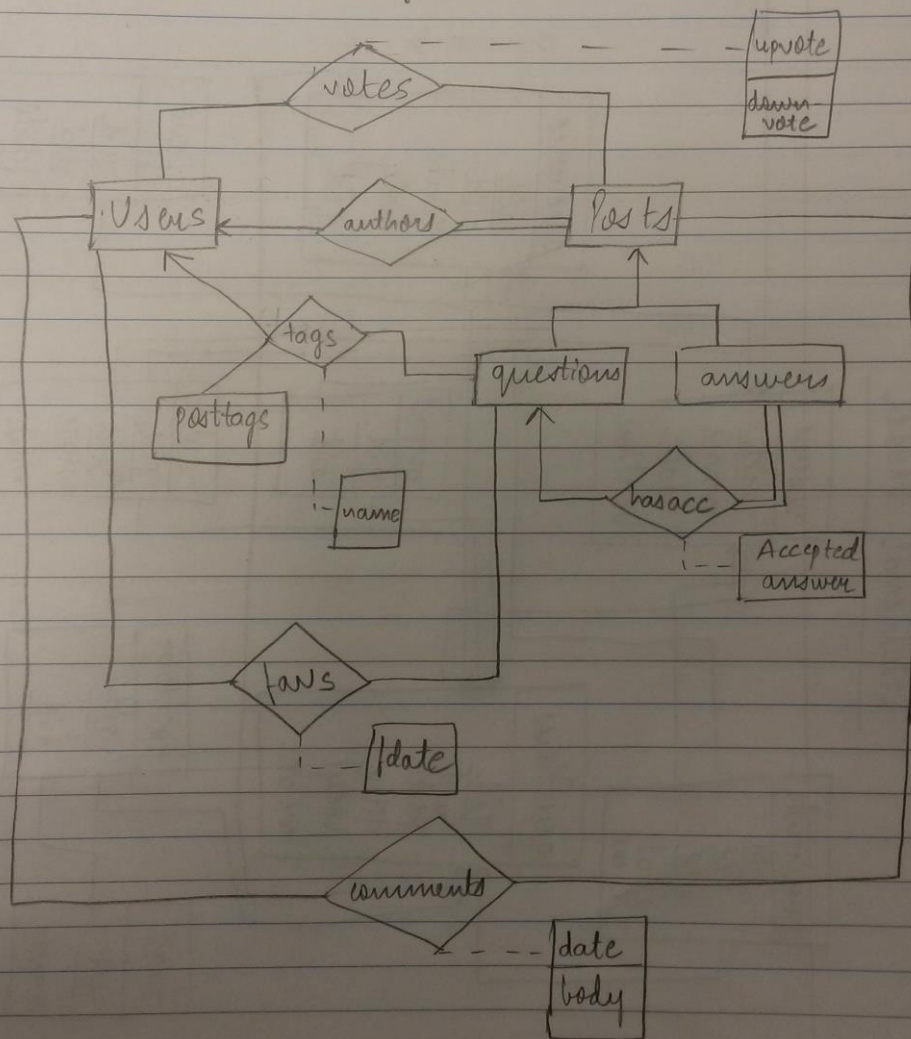 upvote
votes
down-
vote
Users
authors
Posts
tags
questions
answers
posttags
hasacc
name
Accepted
answer
favs
date
comments
date
body